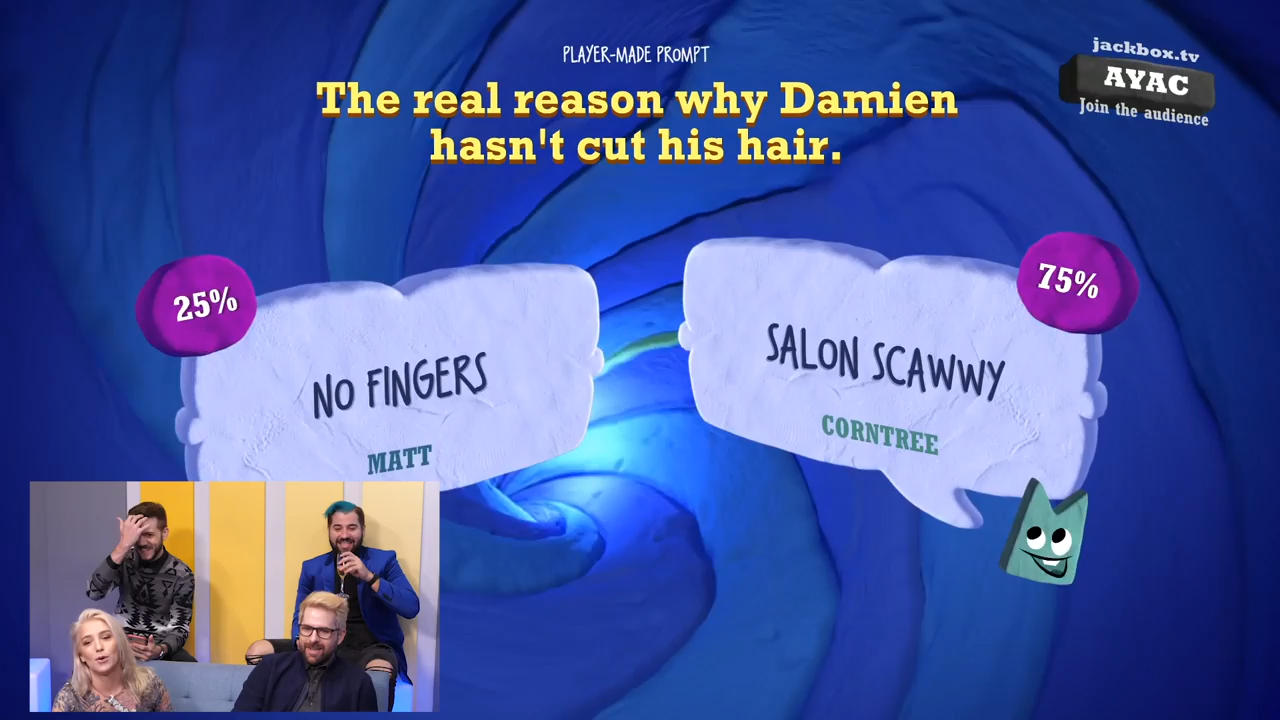 PLAYER-MADE PROMPT
The real reason why Damien
hasn't cut his hair.
jackbox.tv
AYAC
Join the audience
25%
NO FINGERS
MATT
75%
SALON SCAWWY
CORNTREE